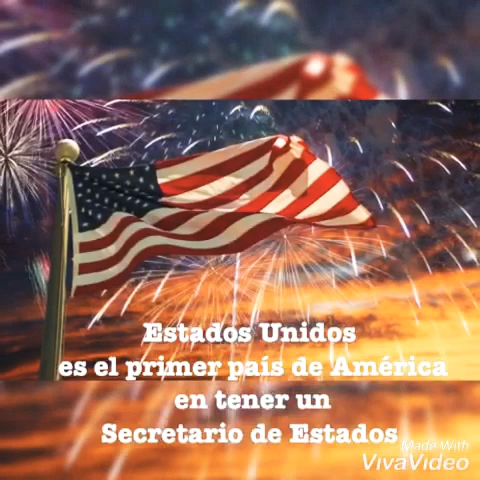 Estados Unidos
es el primer país de América
en tener un
Secretario de Estados
Made With
VivaVideo